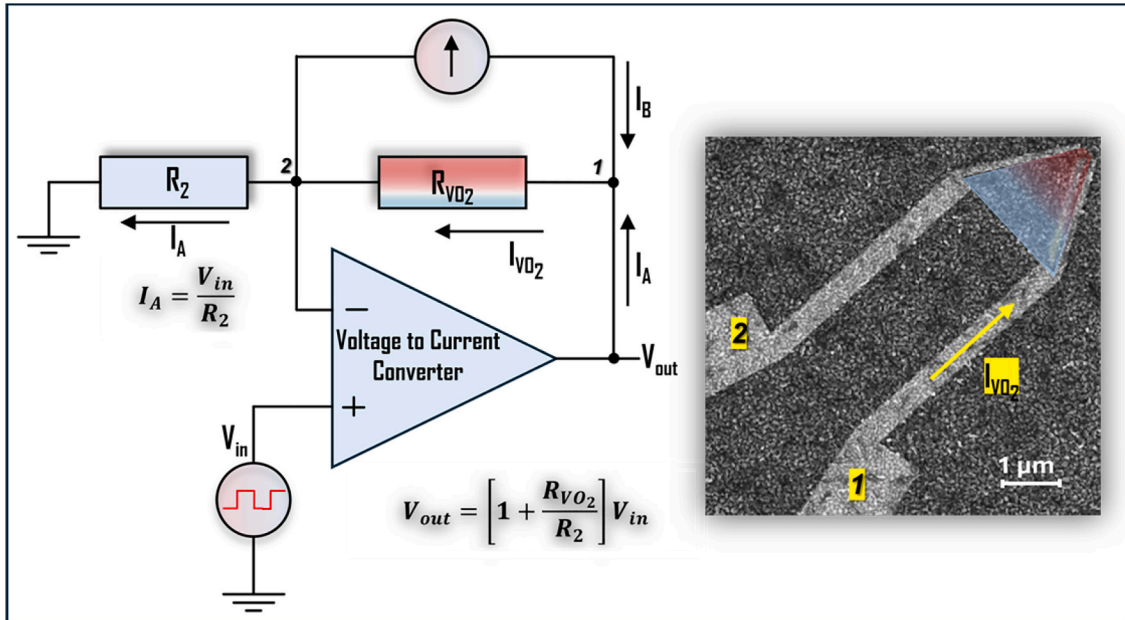 I_B
2
1
R_2
R_VO2
I_A
I_VO2
I_A
I_A = V_in / R_2
−
Voltage to Current
Converter
V_out
+
V_in
V_out = [1 + R_VO2 / R_2] V_in
2
I_VO2
1
1 μm